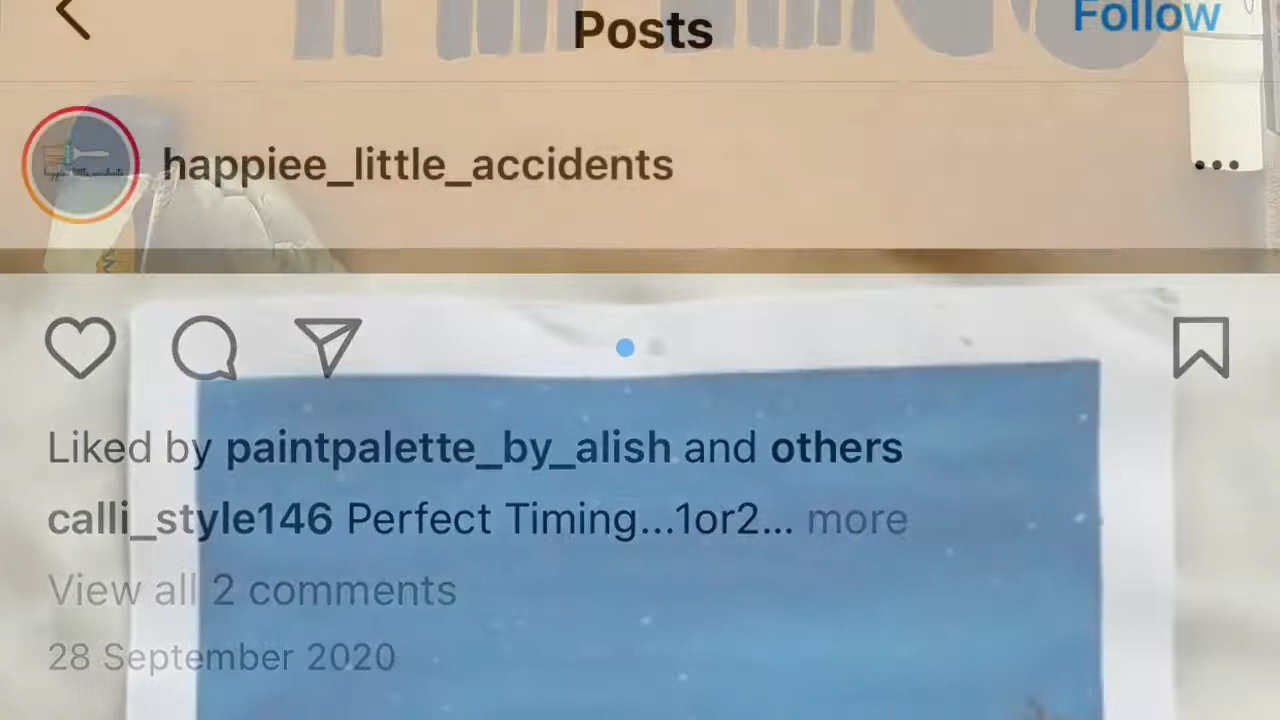 Posts
Follow
happiee_little_accidents
Liked by paintpalette_by_alish and others
calli_style146 Perfect Timing...1or2... more
View all 2 comments
28 September 2020